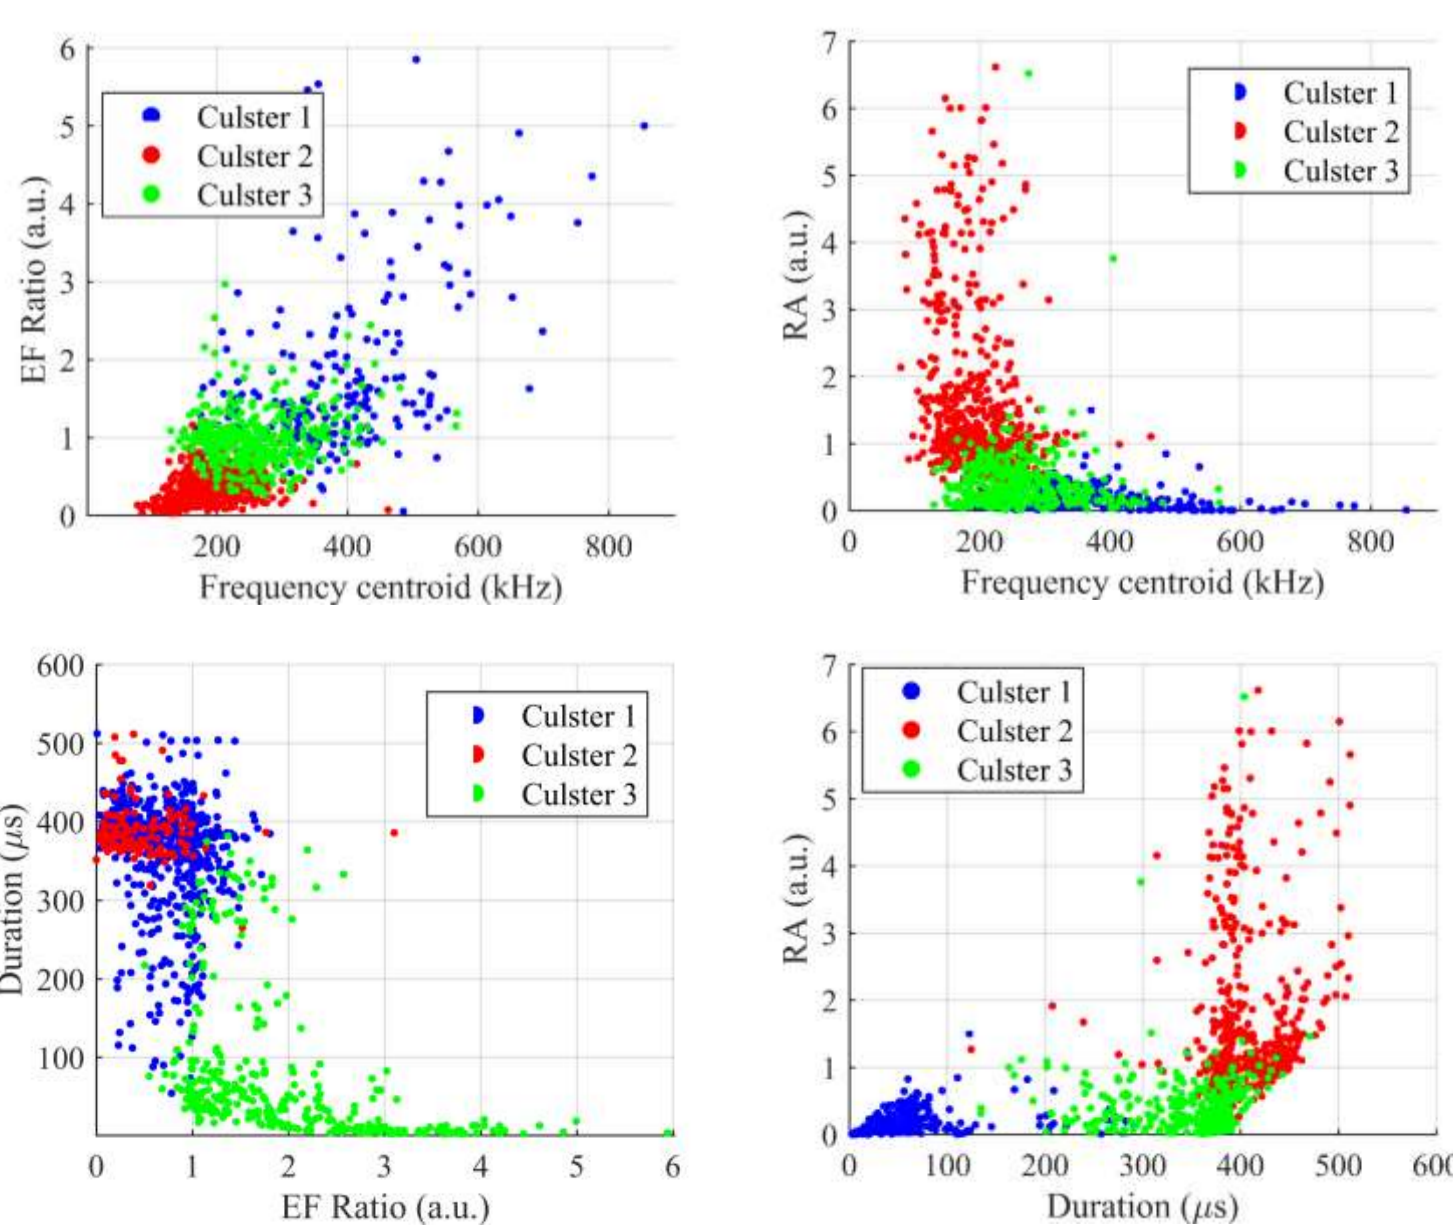 6
5
4
3
2
1
0
EF Ratio (a.u.)
Culster 1
Culster 2
Culster 3
200 400 600 800
Frequency centroid (kHz)
7
6
5
4
3
2
1
0
RA (a.u.)
Culster 1
Culster 2
Culster 3
0 200 400 600 800
Frequency centroid (kHz)
600
500
400
300
200
100
Duration (μs)
Culster 1
Culster 2
Culster 3
0 1 2 3 4 5 6
EF Ratio (a.u.)
7
6
5
4
3
2
1
0
RA (a.u.)
Culster 1
Culster 2
Culster 3
0 100 200 300 400 500 600
Duration (μs)